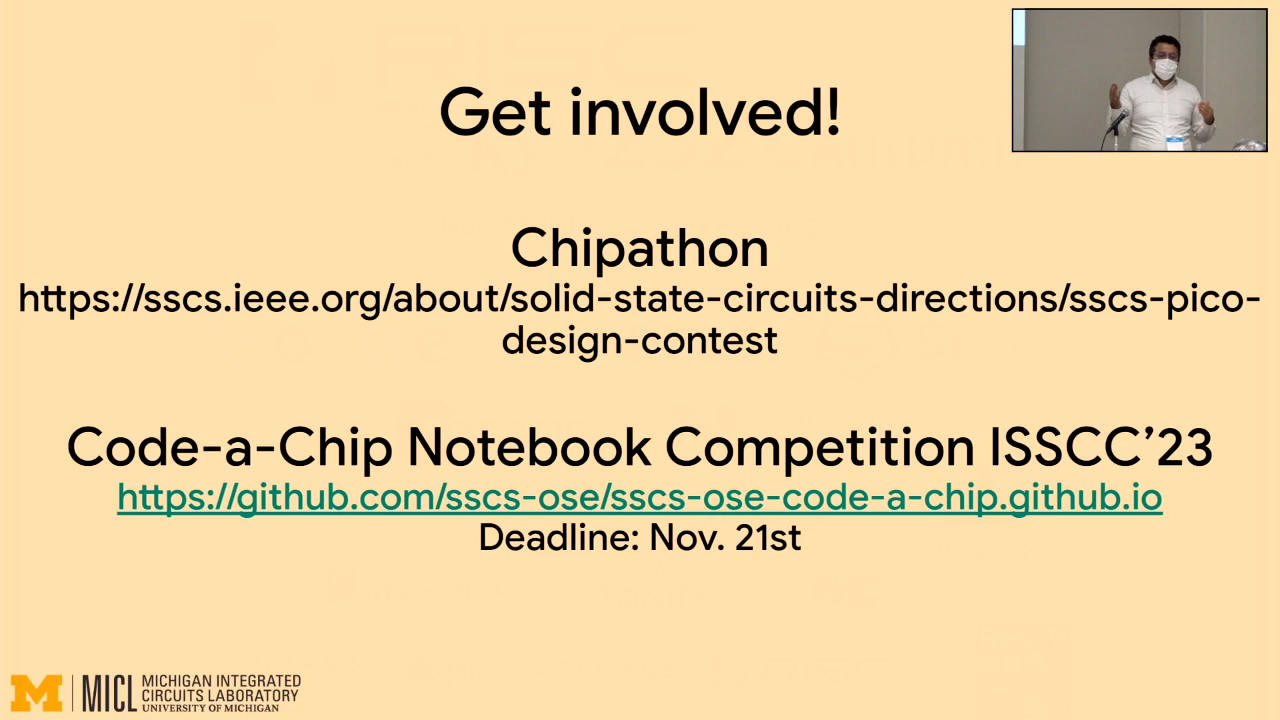 Get involved!
Chipathon
https://sscs.ieee.org/about/solid-state-circuits-directions/sscs-pico-
design-contest
Code-a-Chip Notebook Competition ISSCC’23
https://github.com/sscs-ose/sscs-ose-code-a-chip.github.io
Deadline: Nov. 21st
M MICL MICHIGAN INTEGRATED
CIRCUITS LABORATORY
UNIVERSITY OF MICHIGAN